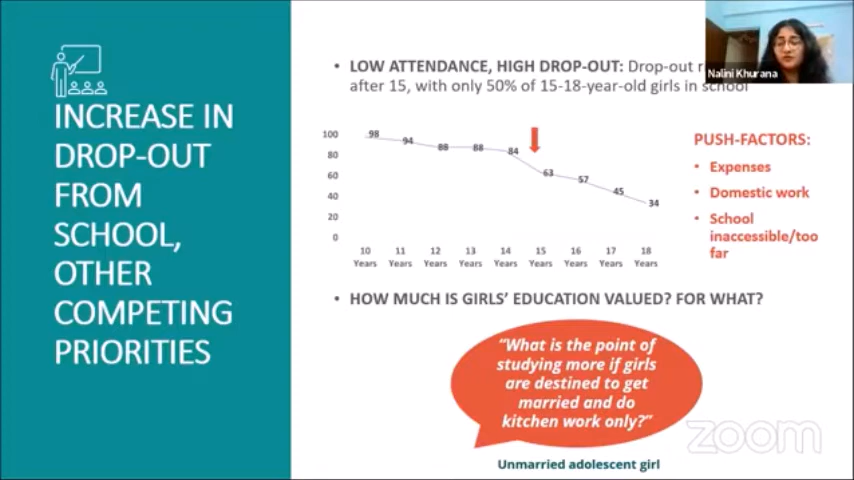 INCREASE IN
DROP-OUT
FROM
SCHOOL,
OTHER
COMPETING
PRIORITIES
• LOW ATTENDANCE, HIGH DROP-OUT: Drop-out
after 15, with only 50% of 15-18-year-old girls in school
Nalini Khurana
100
80
60
40
20
0
98
94
88
88
84
63
57
45
34
10 11 12 13 14 15 16 17 18
Years Years Years Years Years Years Years Years Years
PUSH-FACTORS:
• Expenses
• Domestic work
• School
inaccessible/too
far
• HOW MUCH IS GIRLS' EDUCATION VALUED? FOR WHAT?
"What is the point of
studying more if girls
are destined to get
married and do
kitchen work only?"
Unmarried adolescent girl
zoom